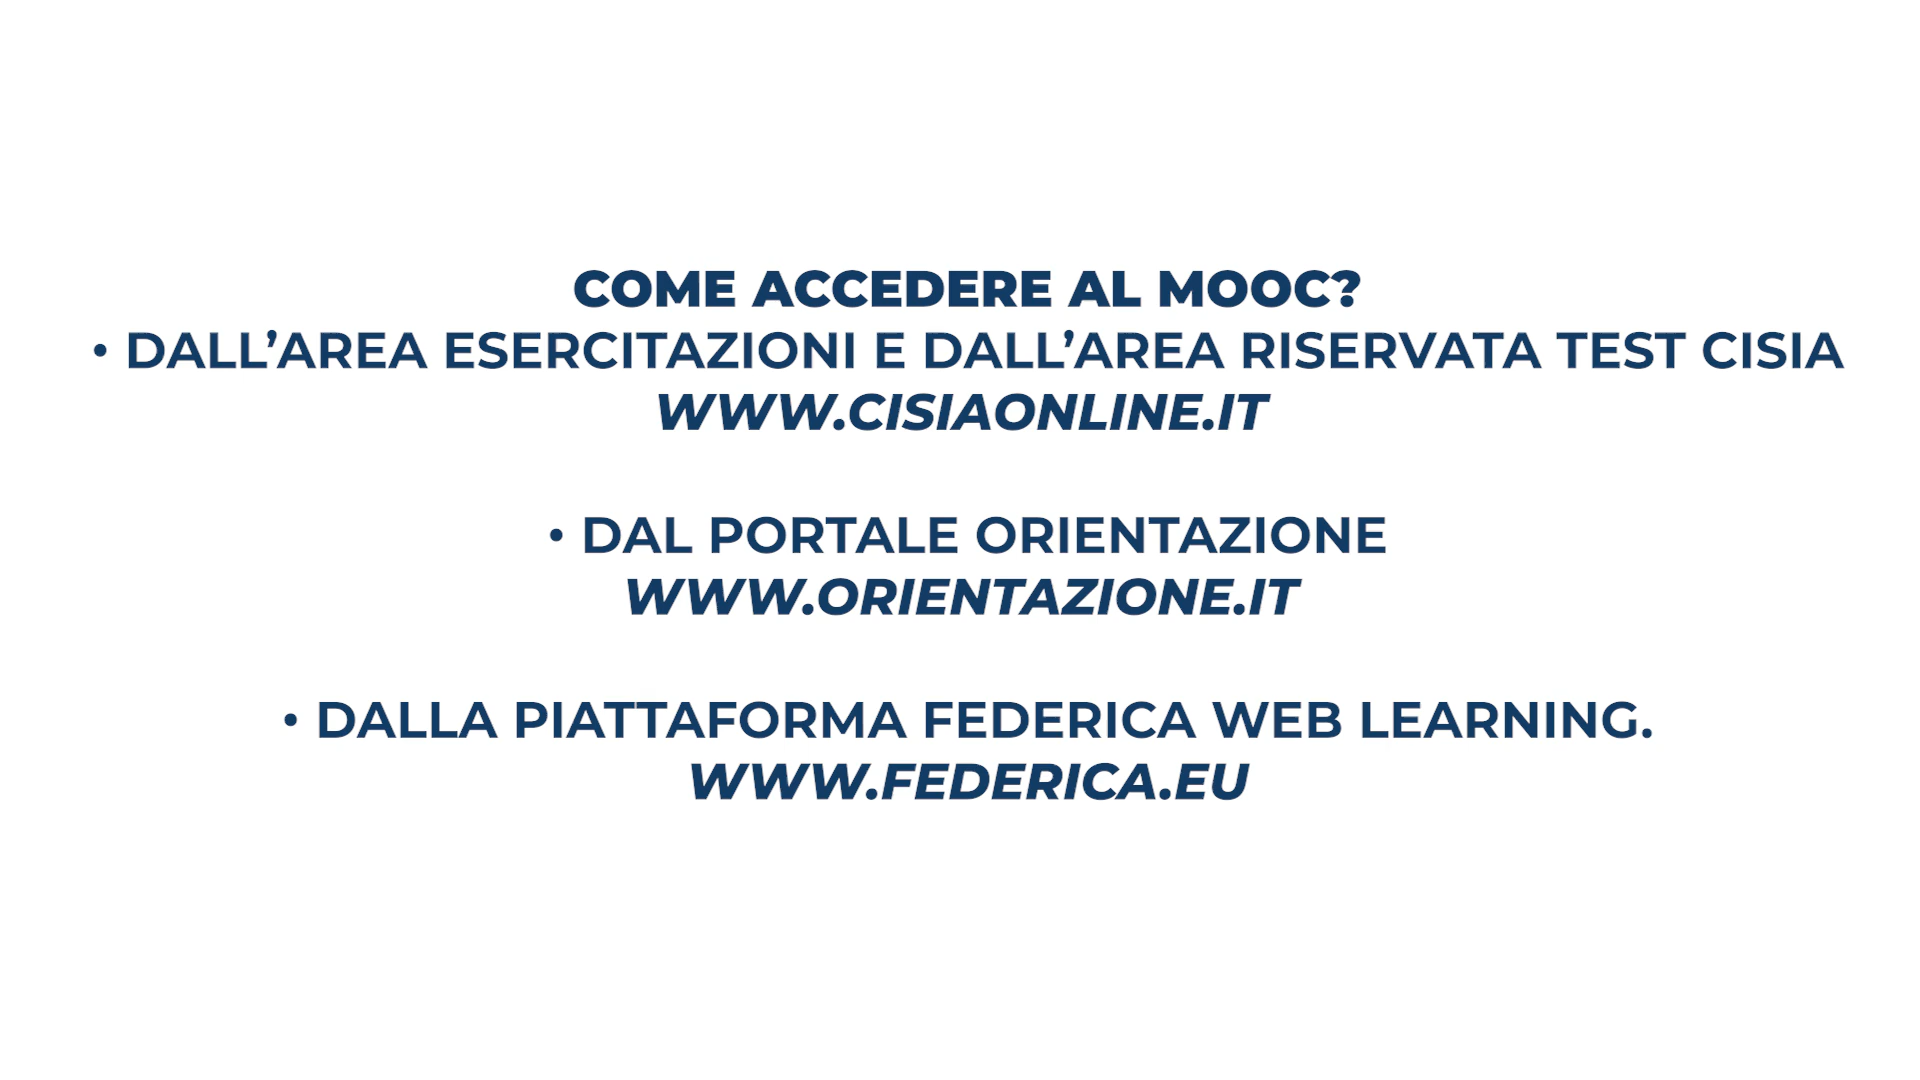 COME ACCEDERE AL MOOC?
• DALL’AREA ESERCITAZIONI E DALL’AREA RISERVATA TEST CISIA
WWW.CISIAONLINE.IT
• DAL PORTALE ORIENTAZIONE
WWW.ORIENTAZIONE.IT
• DALLA PIATTAFORMA FEDERICA WEB LEARNING.
WWW.FEDERICA.EU